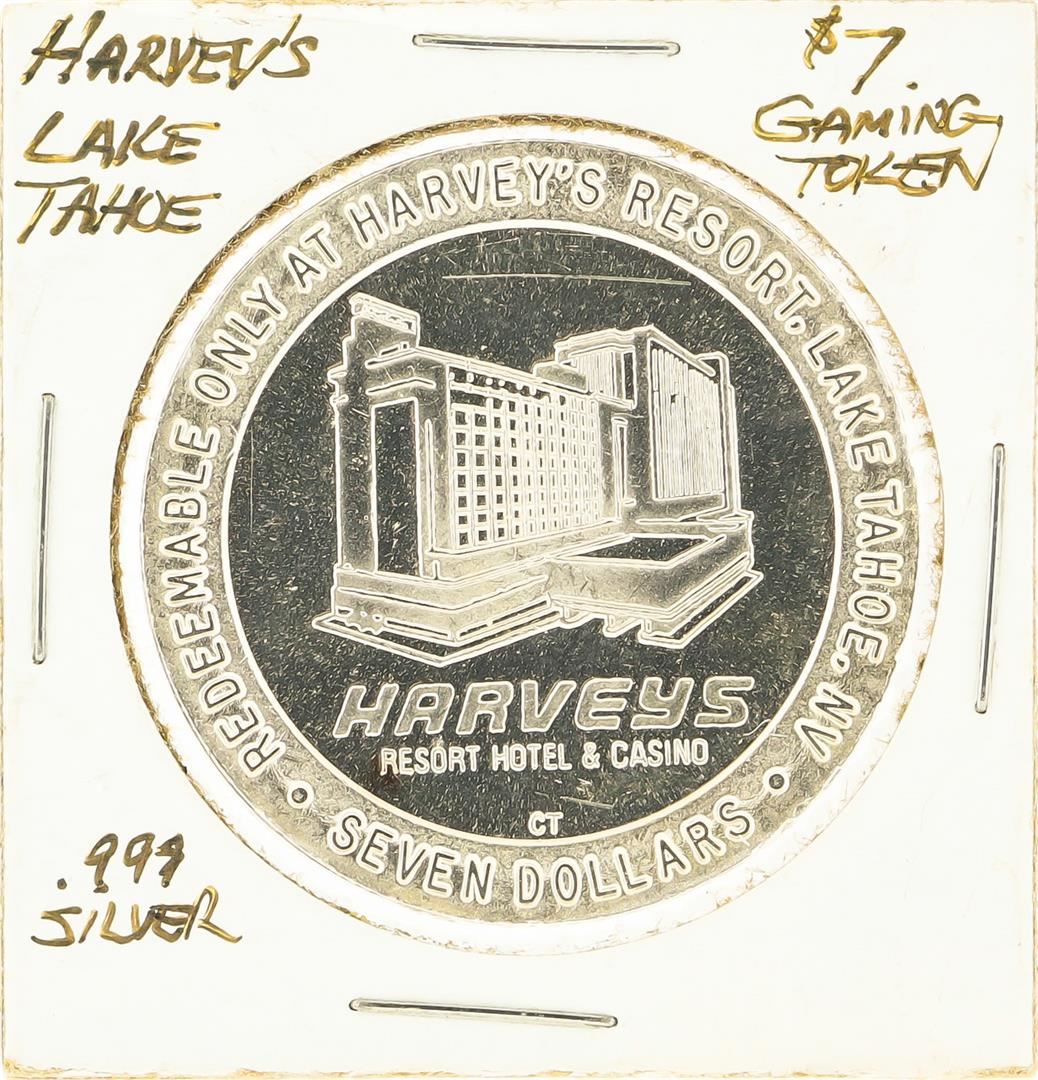 HARVEY'S
LAKE
TAHOE
$7
GAMING
TOKEN
REDEEMABLE ONLY AT HARVEY'S RESORT, LAKE TAHOE, NV
HARVEYS
RESORT HOTEL & CASINO
CT
• SEVEN DOLLARS •
.999
SILVER